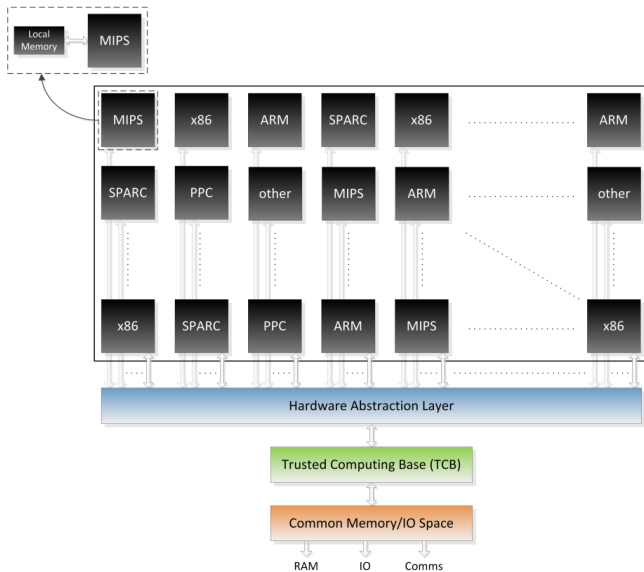 Local
Memory
MIPS
MIPS x86 ARM SPARC x86 ARM
SPARC PPC other MIPS ARM other
x86 SPARC PPC ARM MIPS x86
Hardware Abstraction Layer
Trusted Computing Base (TCB)
Common Memory/IO Space
RAM IO Comms